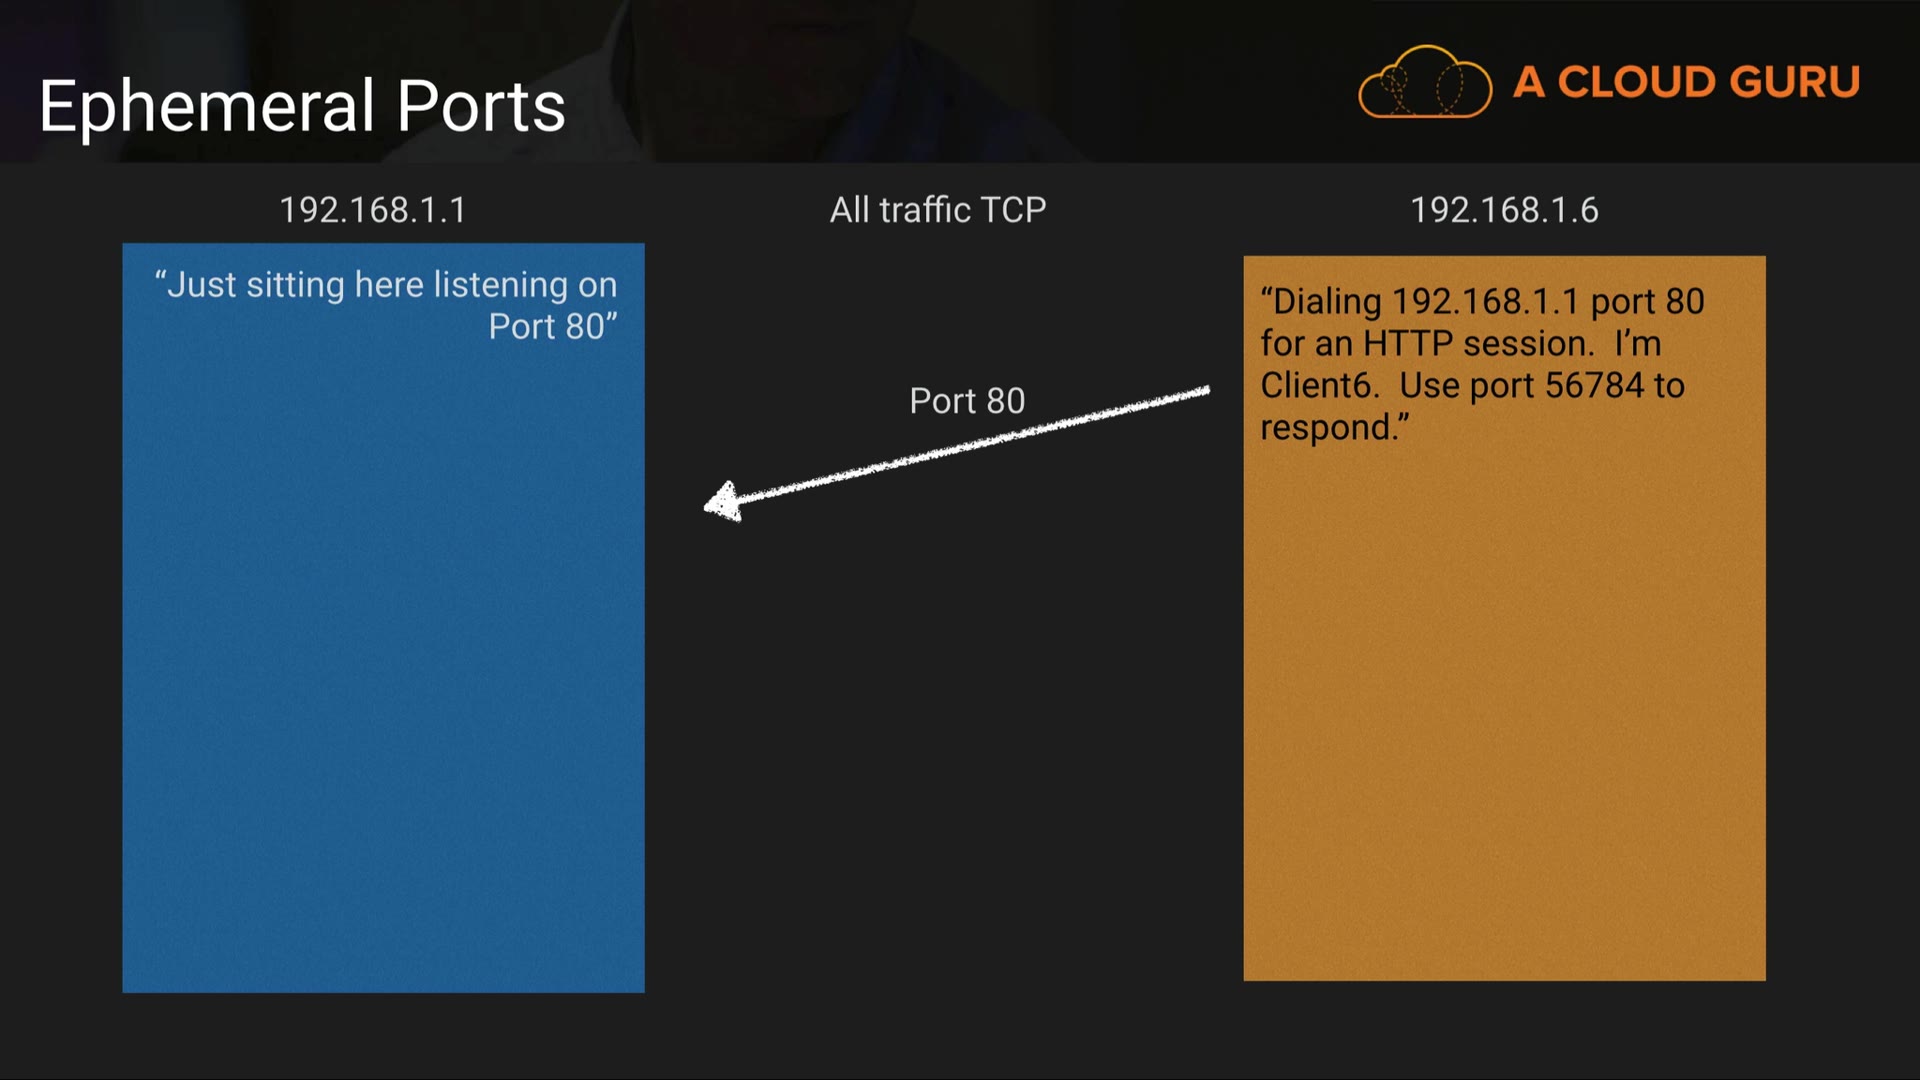 Ephemeral Ports
A CLOUD GURU
192.168.1.1
All traffic TCP
192.168.1.6
“Just sitting here listening on
Port 80”
“Dialing 192.168.1.1 port 80
for an HTTP session.  I’m
Client6.  Use port 56784 to
respond.”
Port 80